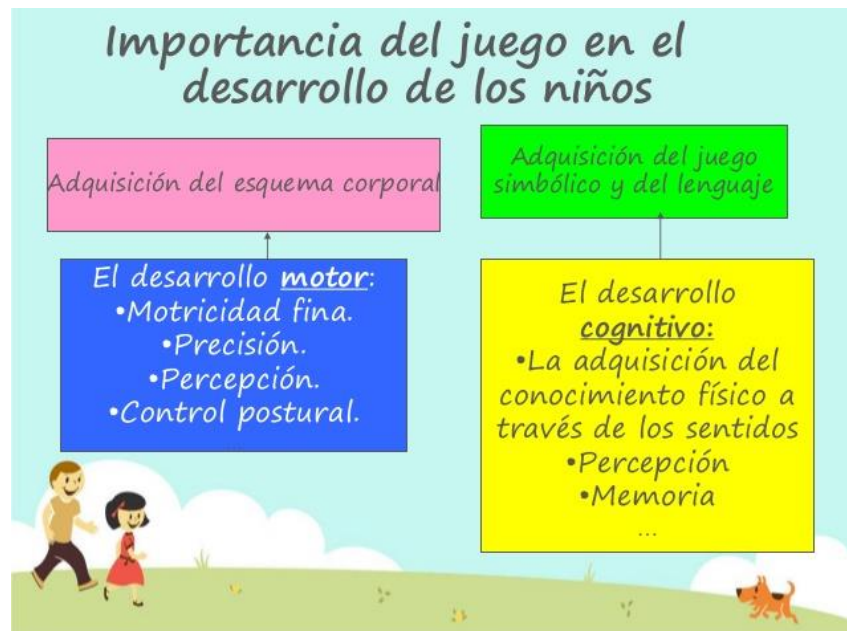 Importancia del juego en el
desarrollo de los niños
Adquisición del esquema corporal
Adquisición del juego
simbólico y del lenguaje
El desarrollo motor:
•Motricidad fina.
•Precisión.
•Percepción.
•Control postural.
...
El desarrollo
cognitivo:
•La adquisición del
conocimiento físico a
través de los sentidos
•Percepción
•Memoria
...